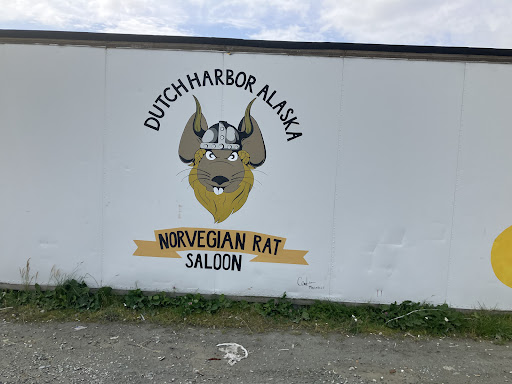 DUTCH HARBOR ALASKA
NORVEGIAN RAT
SALOON